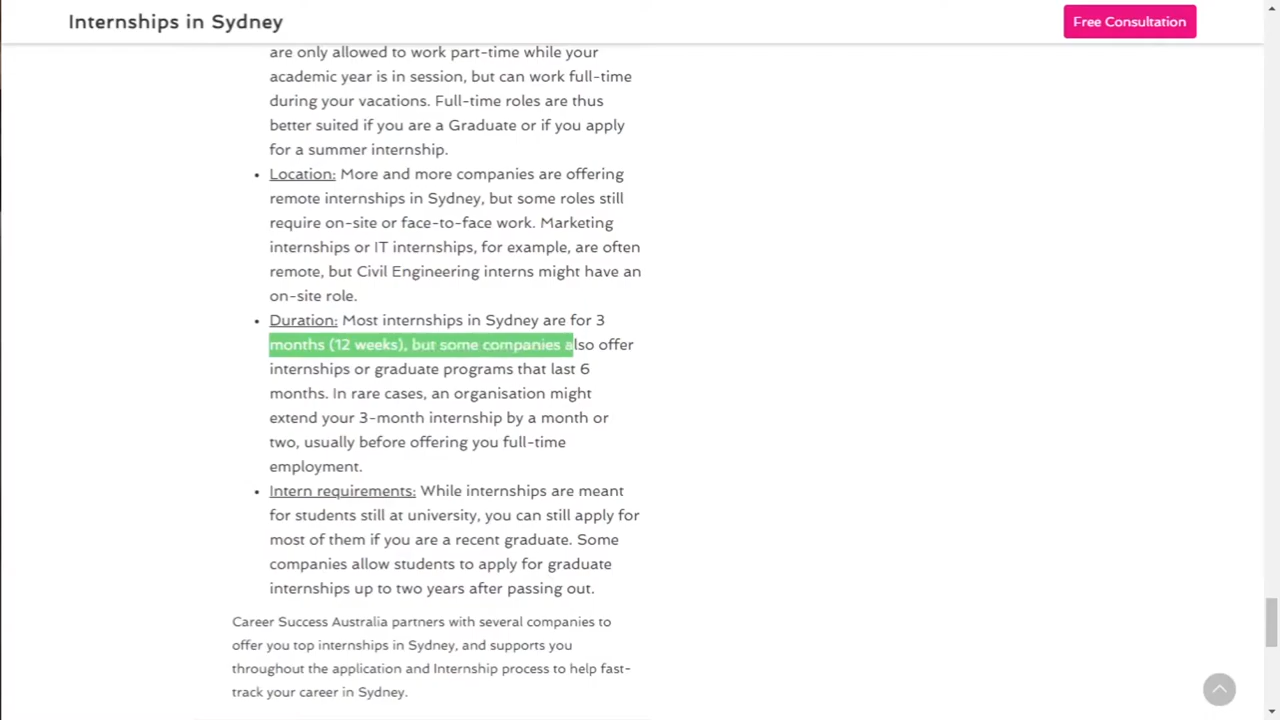 Internships in Sydney
Free Consultation
are only allowed to work part-time while your
academic year is in session, but can work full-time
during your vacations. Full-time roles are thus
better suited if you are a Graduate or if you apply
for a summer internship.
• Location: More and more companies are offering
remote internships in Sydney, but some roles still
require on-site or face-to-face work. Marketing
internships or IT internships, for example, are often
remote, but Civil Engineering interns might have an
on-site role.
• Duration: Most internships in Sydney are for 3
months (12 weeks), but some companies also offer
internships or graduate programs that last 6
months. In rare cases, an organisation might
extend your 3-month internship by a month or
two, usually before offering you full-time
employment.
• Intern requirements: While internships are meant
for students still at university, you can still apply for
most of them if you are a recent graduate. Some
companies allow students to apply for graduate
internships up to two years after passing out.
Career Success Australia partners with several companies to
offer you top internships in Sydney, and supports you
throughout the application and Internship process to help fast-
track your career in Sydney.